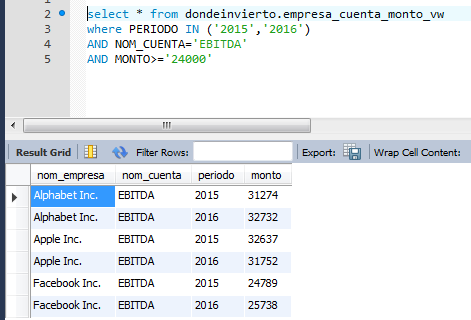 2 select * from dondeinvierto.empresa_cuenta_monto_vw
3 where PERIODO IN ('2015','2016')
4 AND NOM_CUENTA='EBITDA'
5 AND MONTO>='24000'
Result Grid Filter Rows: Export: Wrap Cell Content:
nom_empresa nom_cuenta periodo monto
Alphabet Inc. EBITDA 2015 31274
Alphabet Inc. EBITDA 2016 32732
Apple Inc. EBITDA 2015 32637
Apple Inc. EBITDA 2016 31752
Facebook Inc. EBITDA 2015 24789
Facebook Inc. EBITDA 2016 25738